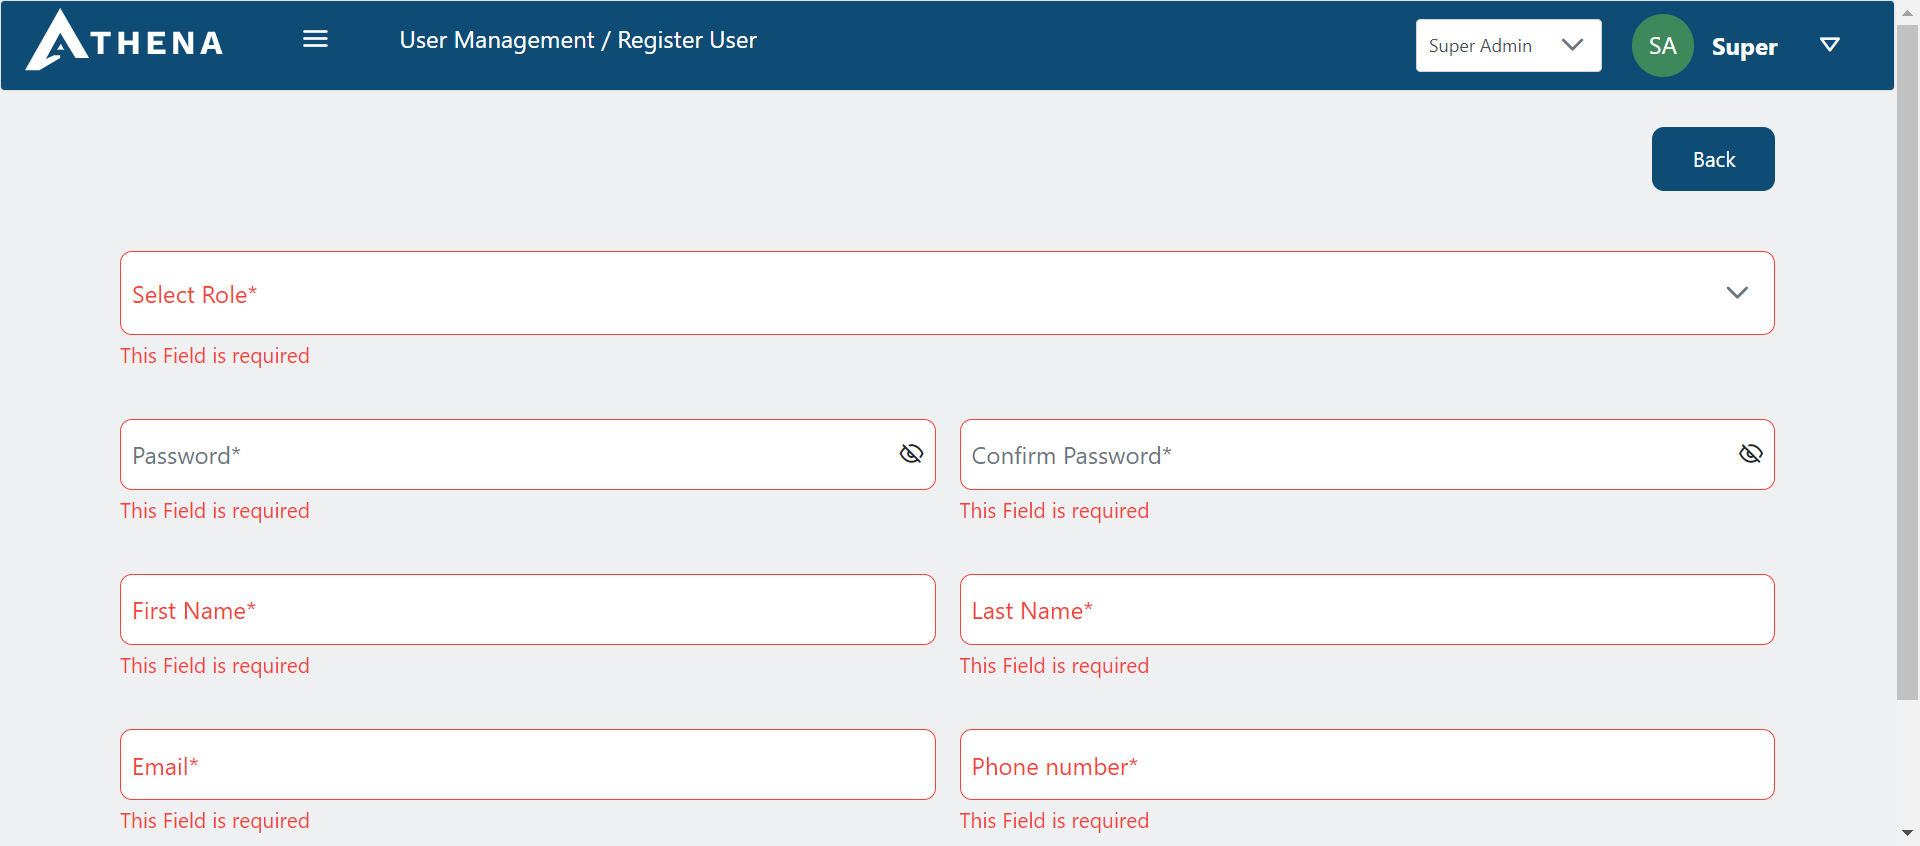 ATHENA
User Management / Register User
Super Admin
SA
Super
Back
Select Role*
This Field is required
Password*
Confirm Password*
This Field is required
This Field is required
First Name*
Last Name*
This Field is required
This Field is required
Email*
Phone number*
This Field is required
This Field is required